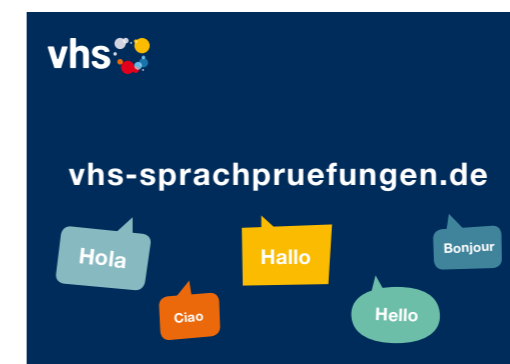 vhs
vhs-sprachpruefungen.de
Hola
Hallo
Bonjour
Ciao
Hello